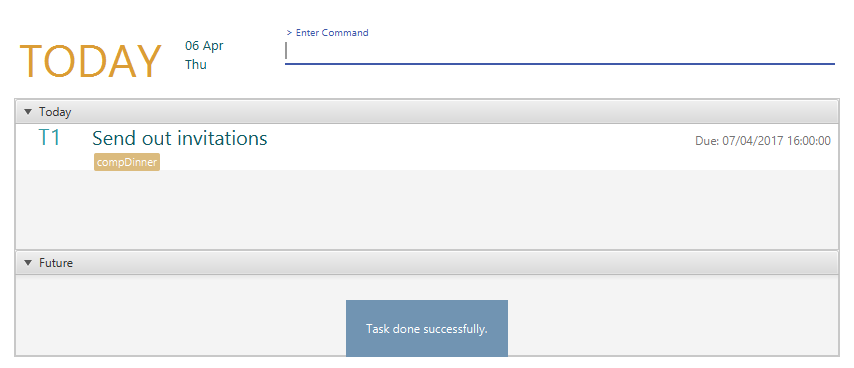 TODAY
06 Apr
Thu
> Enter Command
Today
T1 Send out invitations Due: 07/04/2017 16:00:00
compDinner
Future
Task done successfully.